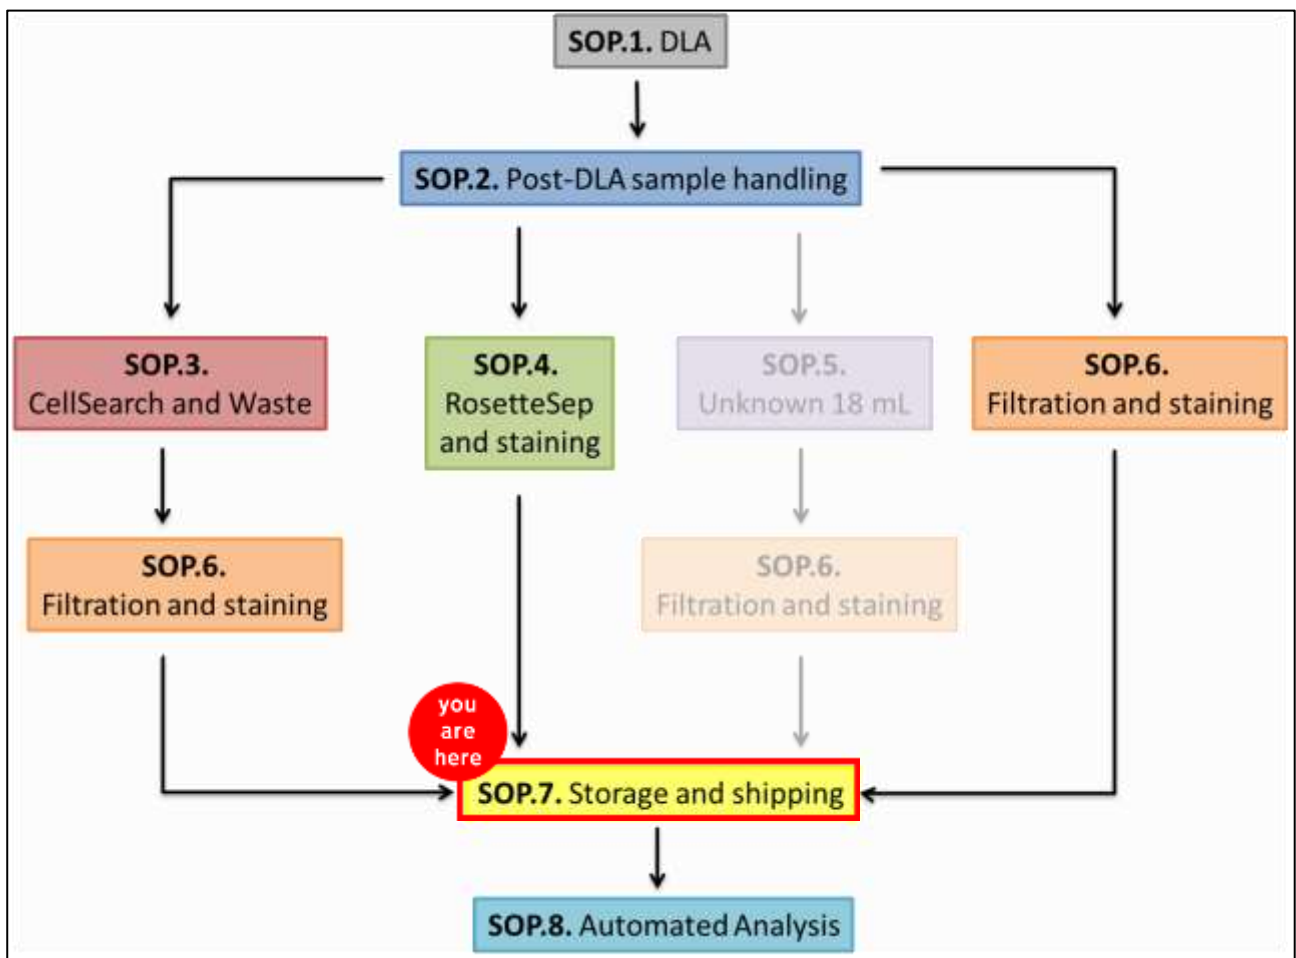 SOP.1. DLA
SOP.2. Post-DLA sample handling
SOP.3.
CellSearch and Waste
SOP.4.
RosetteSep
and staining
SOP.5.
Unknown 18 mL
SOP.6.
Filtration and staining
SOP.6.
Filtration and staining
SOP.6.
Filtration and staining
you
are
here
SOP.7. Storage and shipping
SOP.8. Automated Analysis